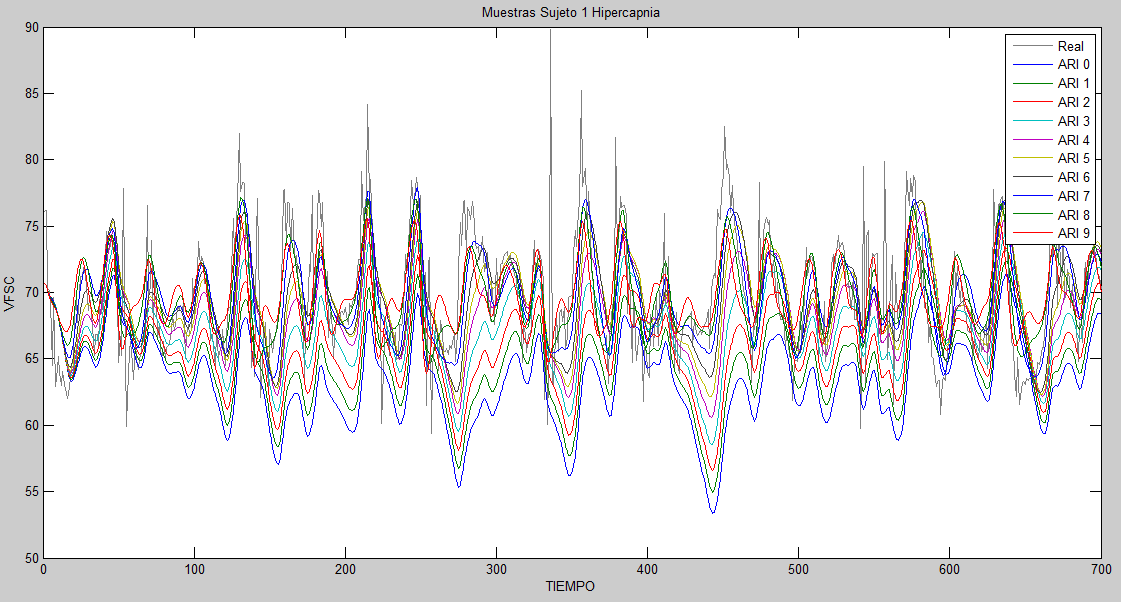 Muestras Sujeto 1 Hipercapnia
90
85
80
75
70
65
60
55
50
VFSC
0 100 200 300 400 500 600 700
TIEMPO
Real
ARI 0
ARI 1
ARI 2
ARI 3
ARI 4
ARI 5
ARI 6
ARI 7
ARI 8
ARI 9